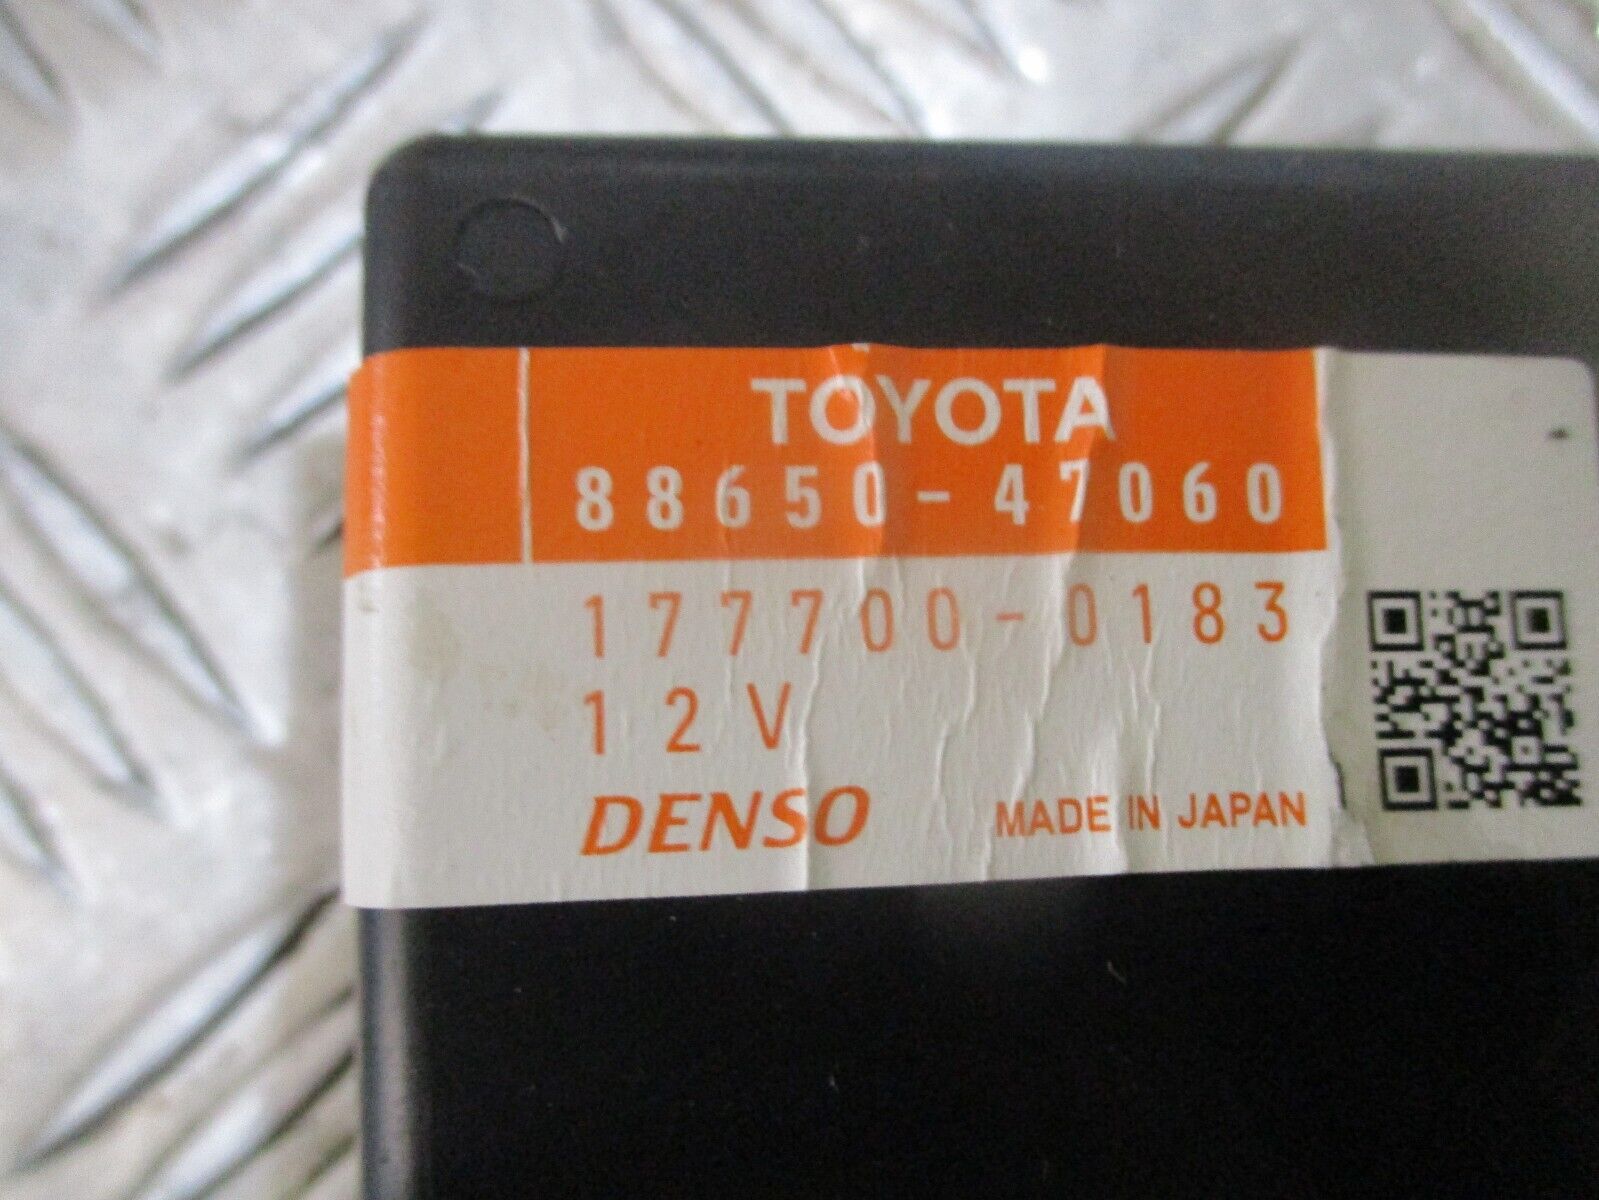 TOYOTA
88650-47060
177700-0183
12V
DENSO MADE IN JAPAN